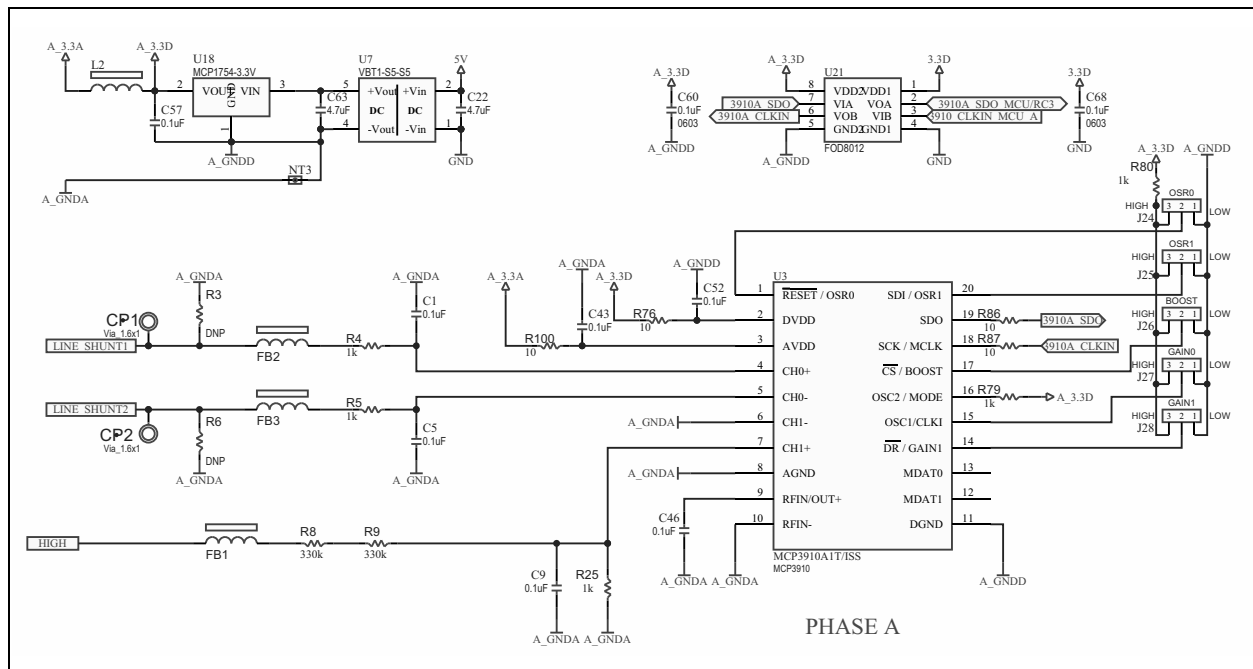 A_3.3A
A_3.3D
L2
U18
MCP1754-3.3V
2 VOUT GND VIN 3
1
C57
0.1uF
A_GNDD
C63
4.7uF
U7
VBT1-S5-S5
5 +Vout +Vin 2
DC DC
4 -Vout -Vin 1
5V
C22
4.7uF
GND
NT3
A_GNDA
A_3.3D
C60
0.1uF
0603
A_GNDD
A_3.3D
U21
3.3D
8 VDD2 VDD1 1
3910A_SDO 7 VIA VOA 2 3910A_SDO_MCU/RC3
3910A_CLKIN 6 VOB VIB 3 3910_CLKIN_MCU_A
5 GND2 GND1 4
FOD8012
A_GNDD
GND
3.3D
C68
0.1uF
0603
GND
A_3.3D
A_GNDD
R80
1k
OSR0
HIGH 3 2 1 LOW
J24
OSR1
HIGH 3 2 1 LOW
J25
BOOST
HIGH 3 2 1 LOW
J26
GAIN0
HIGH 3 2 1 LOW
J27
GAIN1
HIGH 3 2 1 LOW
J28
A_GNDA
R3
DNP
CP1
Via_1.6x1
LINE_SHUNT1
FB2
R4
1k
A_GNDA
C1
0.1uF
LINE_SHUNT2
CP2
Via_1.6x1
R6
DNP
A_GNDA
FB3
R5
1k
C5
0.1uF
A_GNDA
HIGH
FB1
R8
330k
R9
330k
C9
0.1uF
A_GNDA
R25
1k
A_GNDA
A_3.3A
R100
10
A_GNDA
C43
0.1uF
A_3.3D
R76
10
A_GNDD
C52
0.1uF
A_GNDA
A_GNDA
C46
0.1uF
A_GNDA
A_GNDA
U3
1 RESET / OSR0 SDI / OSR1 20
2 DVDD SDO 19
3 AVDD SCK / MCLK 18
4 CH0+ CS / BOOST 17
5 CH0- OSC2 / MODE 16
6 CH1- OSC1/CLKI 15
7 CH1+ DR / GAIN1 14
8 AGND MDAT0 13
9 RFIN/OUT+ MDAT1 12
10 RFIN- DGND 11
MCP3910A1T/ISS
MCP3910
R86
10
3910A_SDO
R87
10
3910A_CLKIN
R79
1k
A_3.3D
A_GNDD
PHASE A